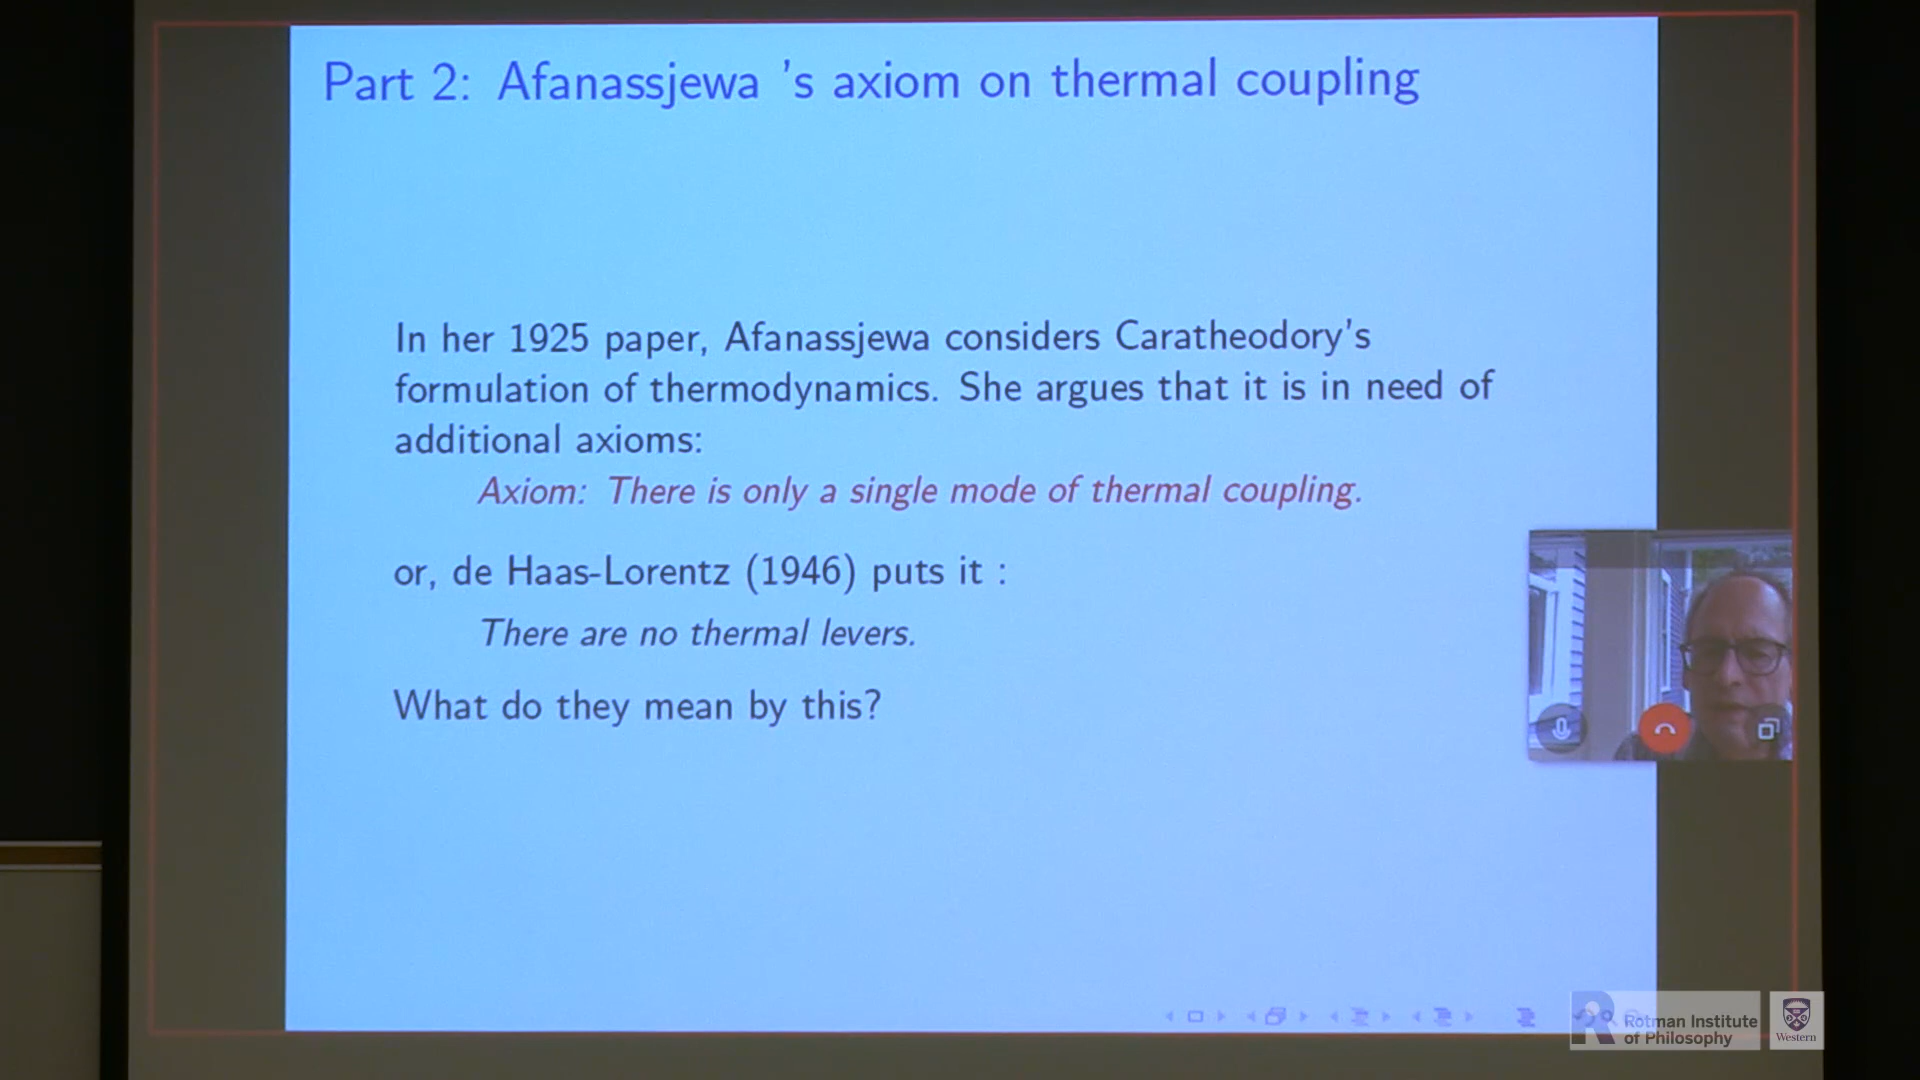 Part 2: Afanassjewa 's axiom on thermal coupling
In her 1925 paper, Afanassjewa considers Caratheodory's
formulation of thermodynamics. She argues that it is in need of
additional axioms:
Axiom: There is only a single mode of thermal coupling.
or, de Haas-Lorentz (1946) puts it :
There are no thermal levers.
What do they mean by this?
R
Rotman Institute
of Philosophy
Western